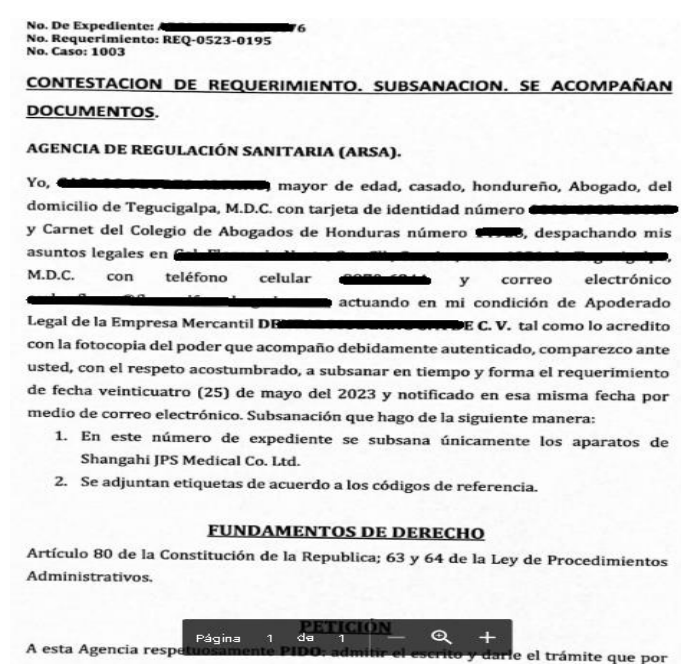 No. De Expediente: 6
No. Requerimiento: REQ-0523-0195
No. Caso: 1003
CONTESTACION DE REQUERIMIENTO. SUBSANACION. SE ACOMPAÑAN
DOCUMENTOS.
AGENCIA DE REGULACIÓN SANITARIA (ARSA).
Yo, , mayor de edad, casado, hondureño, Abogado, del
domicilio de Tegucigalpa, M.D.C. con tarjeta de identidad número
y Carnet del Colegio de Abogados de Honduras número , despachando mis
asuntos legales en ,
M.D.C. con teléfono celular y correo electrónico
actuando en mi condición de Apoderado
Legal de la Empresa Mercantil DE C. V. tal como lo acredito
con la fotocopia del poder que acompaño debidamente autenticado, comparezco ante
usted, con el respeto acostumbrado, a subsanar en tiempo y forma el requerimiento
de fecha veinticuatro (25) de mayo del 2023 y notificado en esa misma fecha por
medio de correo electrónico. Subsanación que hago de la siguiente manera:
1. En este número de expediente se subsana únicamente los aparatos de
Shangahi JPS Medical Co. Ltd.
2. Se adjuntan etiquetas de acuerdo a los códigos de referencia.
FUNDAMENTOS DE DERECHO
Artículo 80 de la Constitución de la Republica; 63 y 64 de la Ley de Procedimientos
Administrativos.
PETICIÓN
Página 1 de 1
A esta Agencia respetuosamente PIDO: admitir el escrito y darle el trámite que por